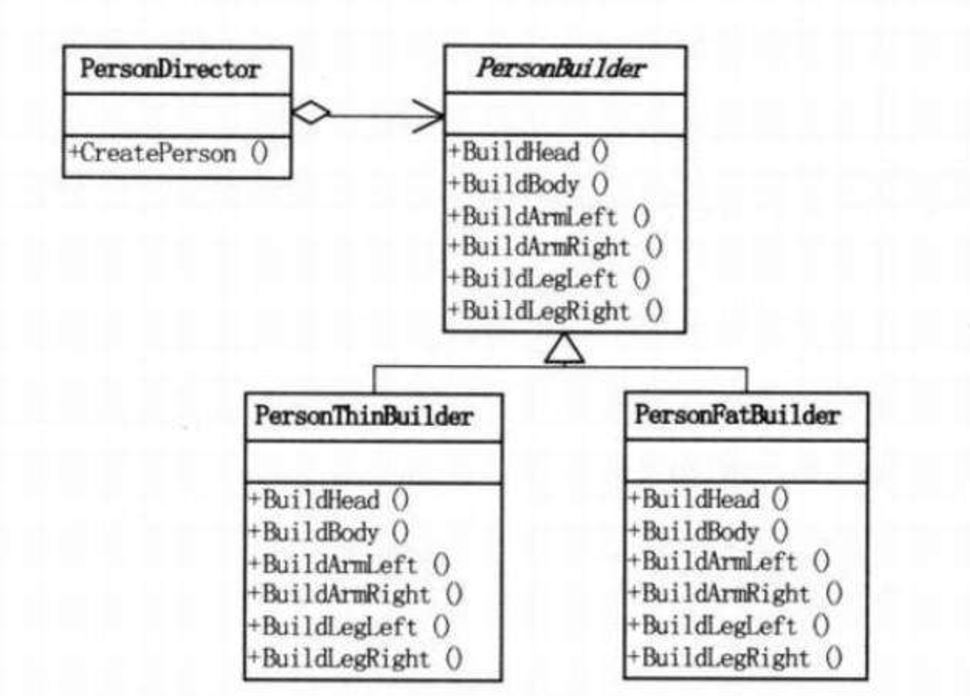 PersonDirector
+CreatePerson ()
PersonBuilder
+BuildHead ()
+BuildBody ()
+BuildArmLeft ()
+BuildArmRight ()
+BuildLegLeft ()
+BuildLegRight ()
PersonThinBuilder
+BuildHead ()
+BuildBody ()
+BuildArmLeft ()
+BuildArmRight ()
+BuildLegLeft ()
+BuildLegRight ()
PersonFatBuilder
+BuildHead ()
+BuildBody ()
+BuildArmLeft ()
+BuildArmRight ()
+BuildLegLeft ()
+BuildLegRight ()